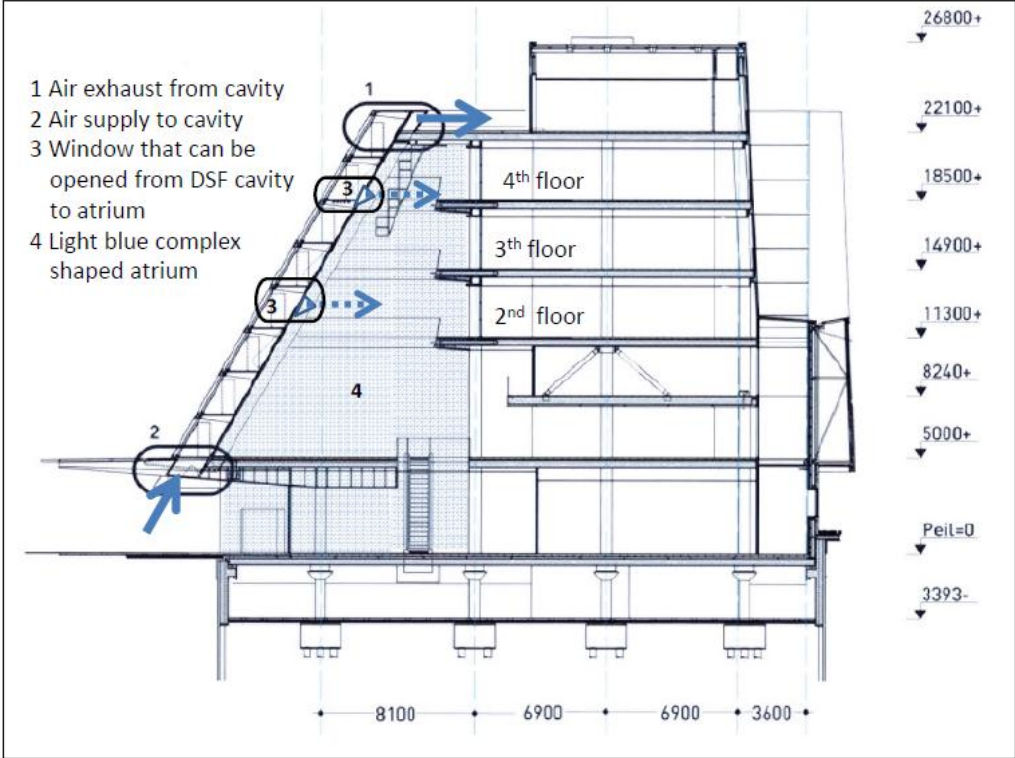 1 Air exhaust from cavity
2 Air supply to cavity
3 Window that can be
opened from DSF cavity
to atrium
4 Light blue complex
shaped atrium
1
3
3
2
4
4th floor
3th floor
2nd floor
26800+
22100+
18500+
14900+
11300+
8240+
5000+
Peil=0
3393-
8100
6900
6900
3600